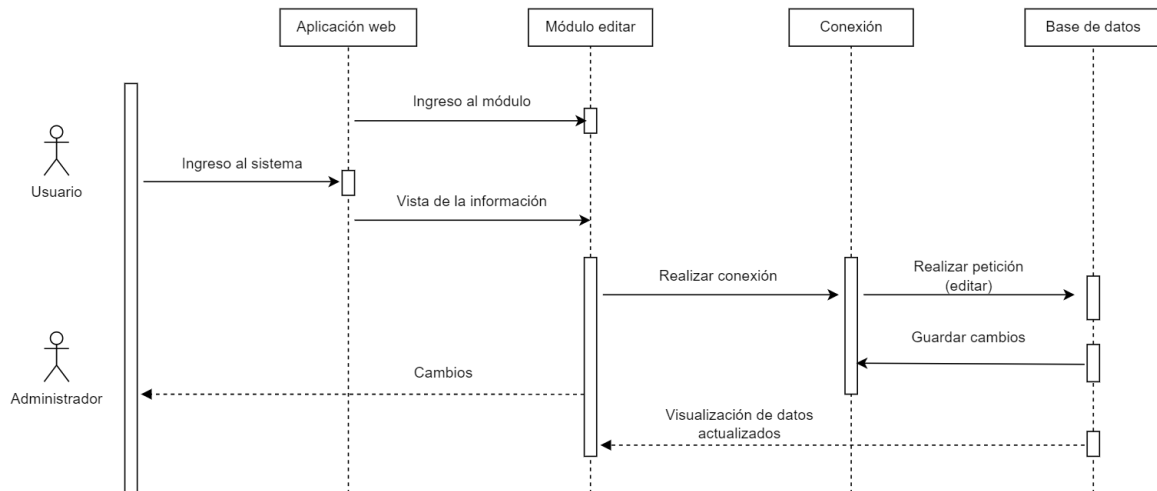 Aplicación web
Módulo editar
Conexión
Base de datos
Ingreso al módulo
Ingreso al sistema
Usuario
Vista de la información
Realizar conexión
Realizar petición
(editar)
Guardar cambios
Cambios
Administrador
Visualización de datos
actualizados